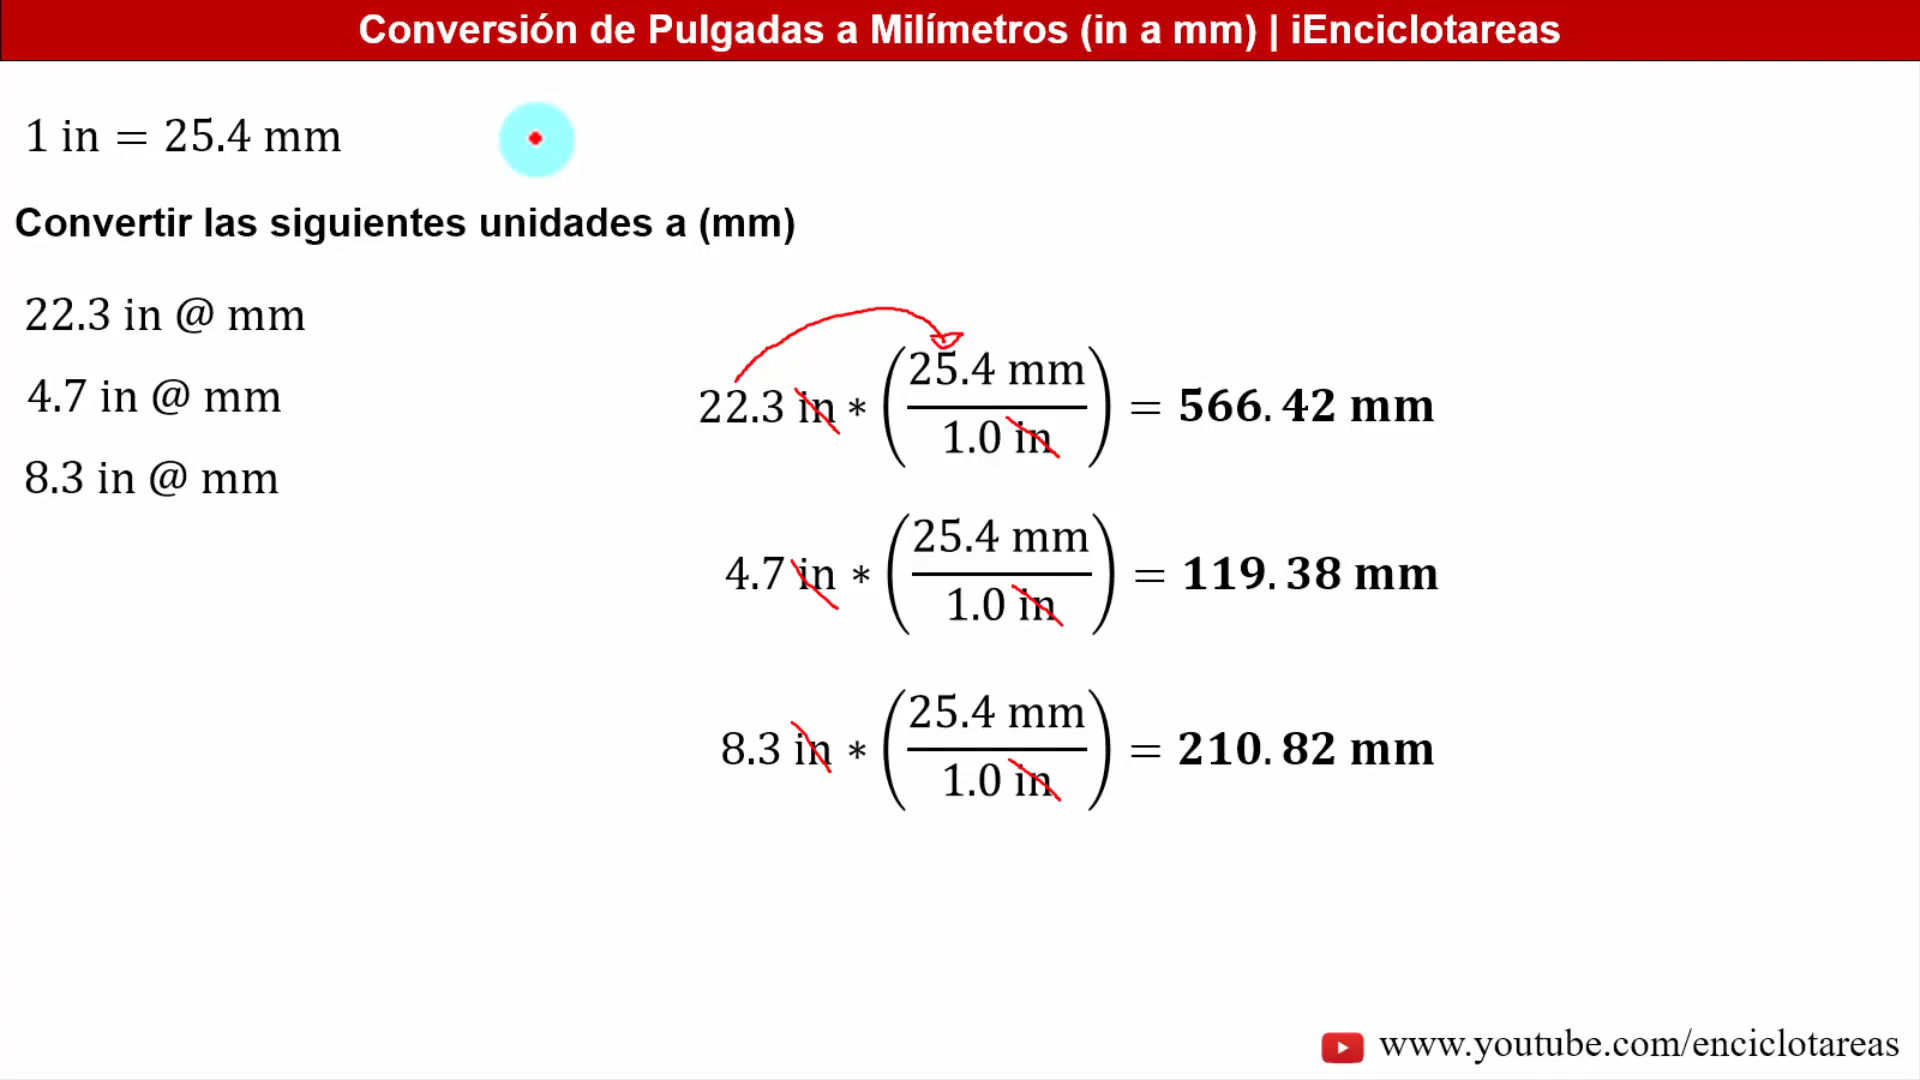 Conversión de Pulgadas a Milímetros (in a mm) | iEnciclotareas
1 in = 25.4 mm
Convertir las siguientes unidades a (mm)
22.3 in @ mm
4.7 in @ mm
8.3 in @ mm
22.3 in * (25.4 mm / 1.0 in) = 566.42 mm
4.7 in * (25.4 mm / 1.0 in) = 119.38 mm
8.3 in * (25.4 mm / 1.0 in) = 210.82 mm
www.youtube.com/enciclotareas